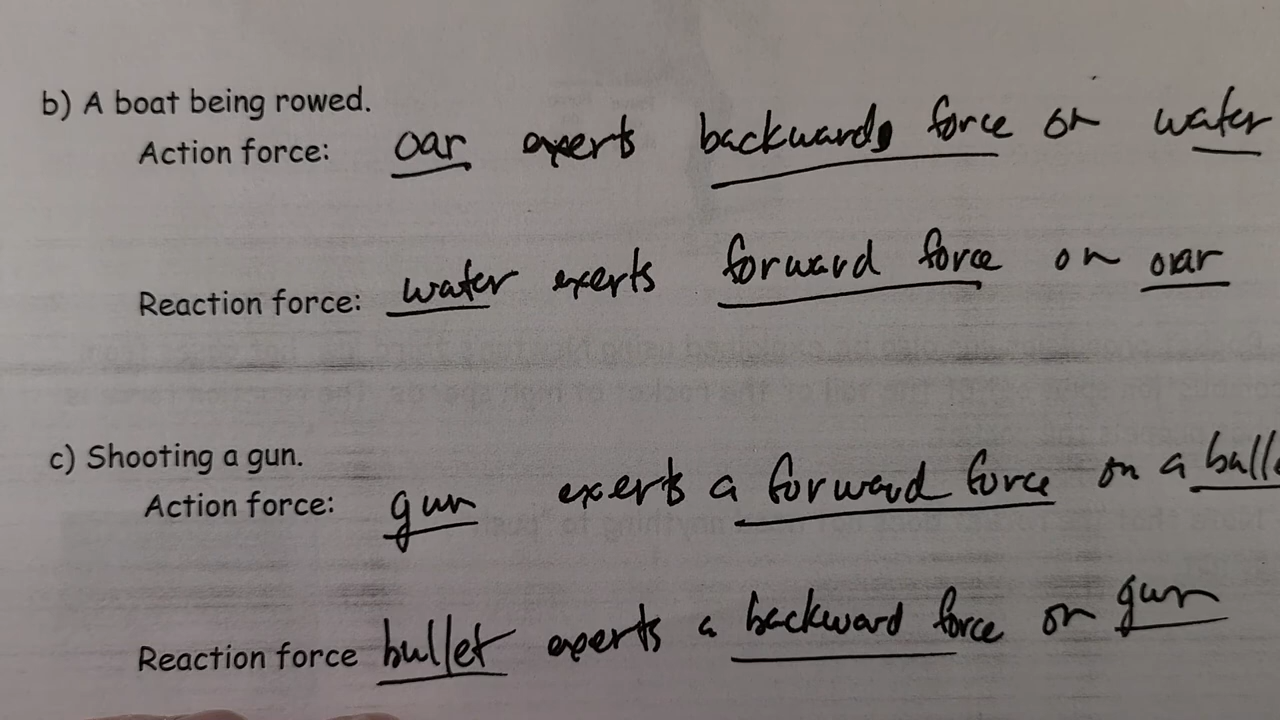 b) A boat being rowed.
Action force: oar exerts backwards force on water
Reaction force: water exerts forward force on oar
c) Shooting a gun.
Action force: gun exerts a forward force on a
Reaction force bullet exerts a backward force on gun